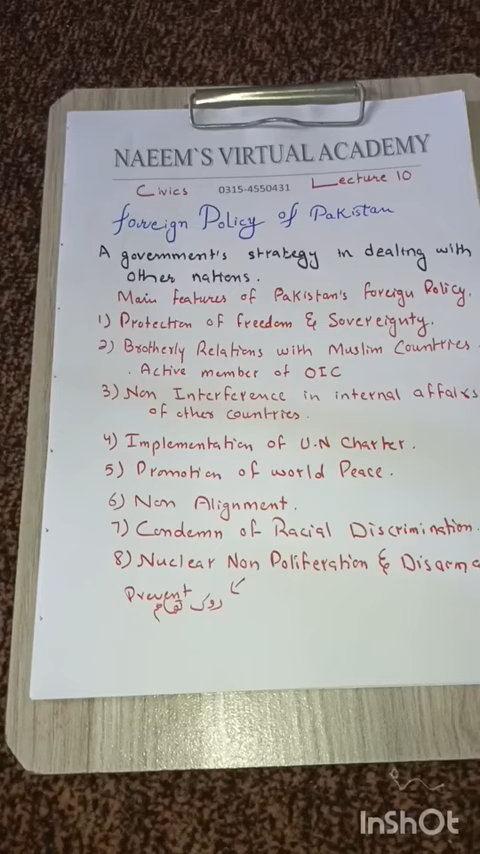 NAEEM`S VIRTUAL ACADEMY
Civics 0315-4550431 Lecture 10
Foreign Policy of Pakistan
A government's strategy in dealing with
other nations.
Main features of Pakistan's Foreign Policy.
1) Protection of freedom & Sovereignty.
2) Brotherly Relations with Muslim Countries.
. Active member of OIC
3) Non Interference in internal affairs
of other countries.
4) Implementation of U.N Charter.
5) Promotion of world Peace.
6) Non Alignment.
7) Condemn of Racial Discrimination.
8) Nuclear Non Poliferation & Disarma
Prevent
روک تھام
InShOt